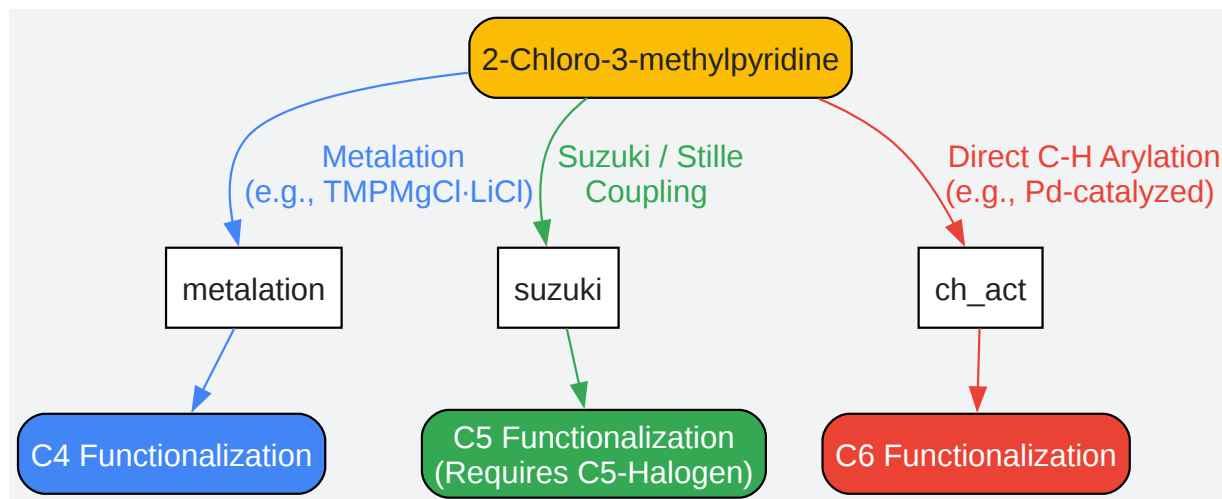 2-Chloro-3-methylpyridine
Metalation
(e.g., TMPMgCl·LiCl)
Suzuki / Stille
Coupling
Direct C-H Arylation
(e.g., Pd-catalyzed)
metalation
suzuki
ch_act
C4 Functionalization
C5 Functionalization
(Requires C5-Halogen)
C6 Functionalization